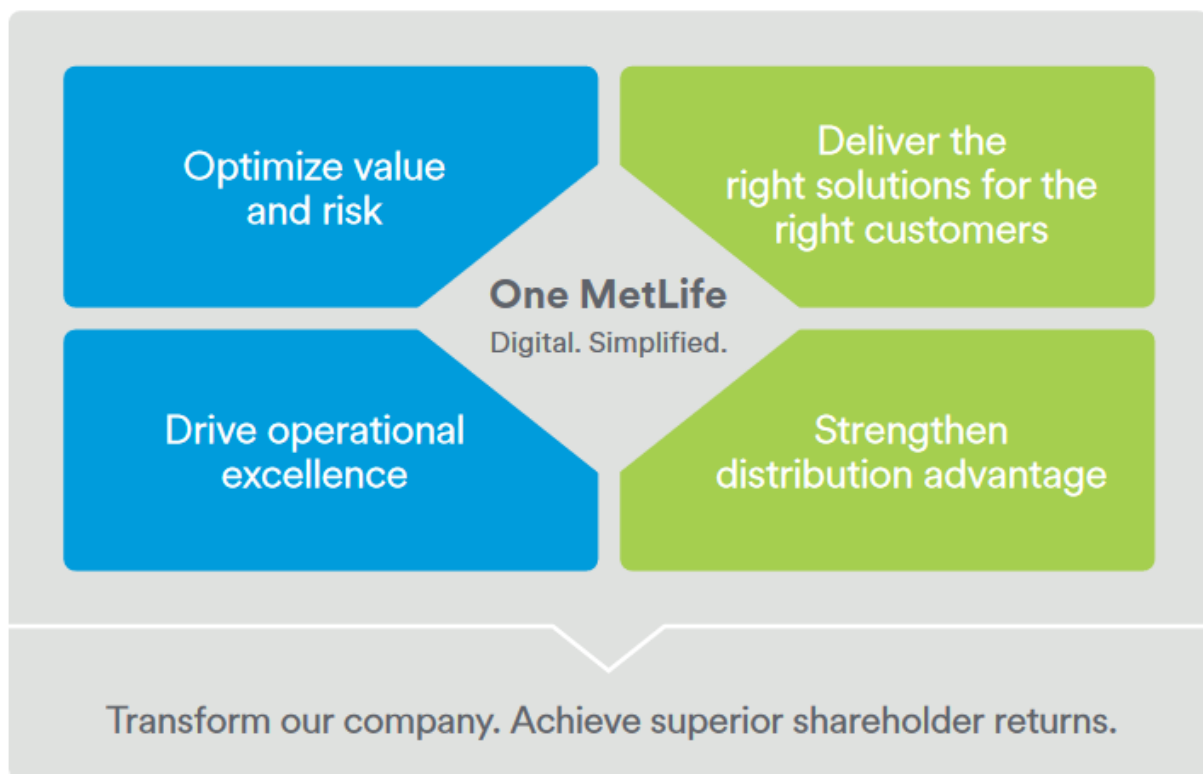 Optimize value
and risk
Deliver the
right solutions for the
right customers
One MetLife
Digital. Simplified.
Drive operational
excellence
Strengthen
distribution advantage
Transform our company. Achieve superior shareholder returns.